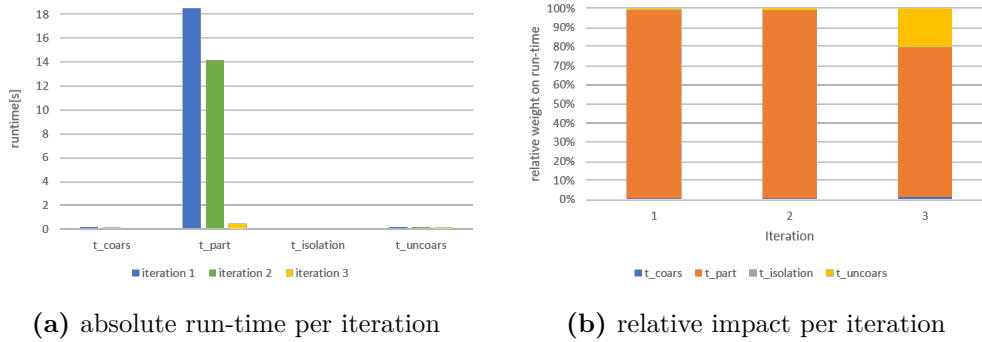 18
16
14
12
10
8
6
4
2
0
runtime[s]
t_coars t_part t_isolation t_uncoars
iteration 1 iteration 2 iteration 3
(a) absolute run-time per iteration
100%
90%
80%
70%
60%
50%
40%
30%
20%
10%
0%
relative weight on run-time
1 2 3
Iteration
t_coars t_part t_isolation t_uncoars
(b) relative impact per iteration